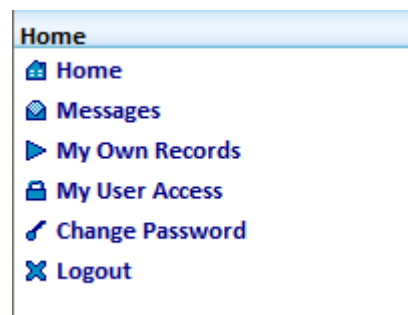 Home
Home
Messages
My Own Records
My User Access
Change Password
Logout